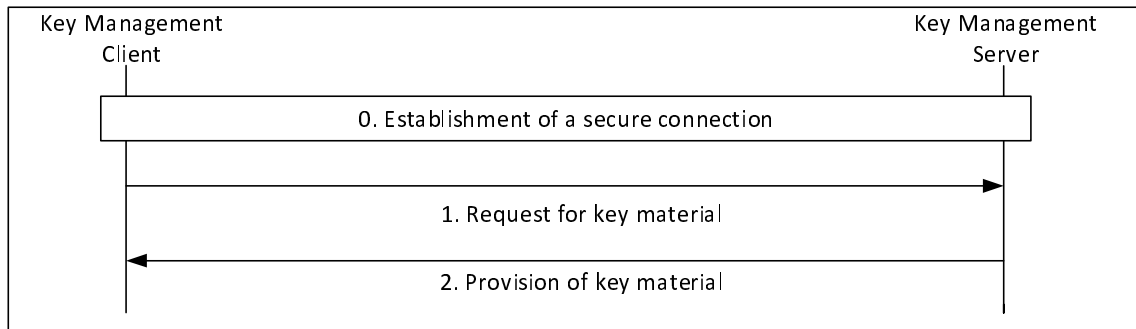 Key Management
Client
Key Management
Server
0. Establishment of a secure connection
1. Request for key material
2. Provision of key material